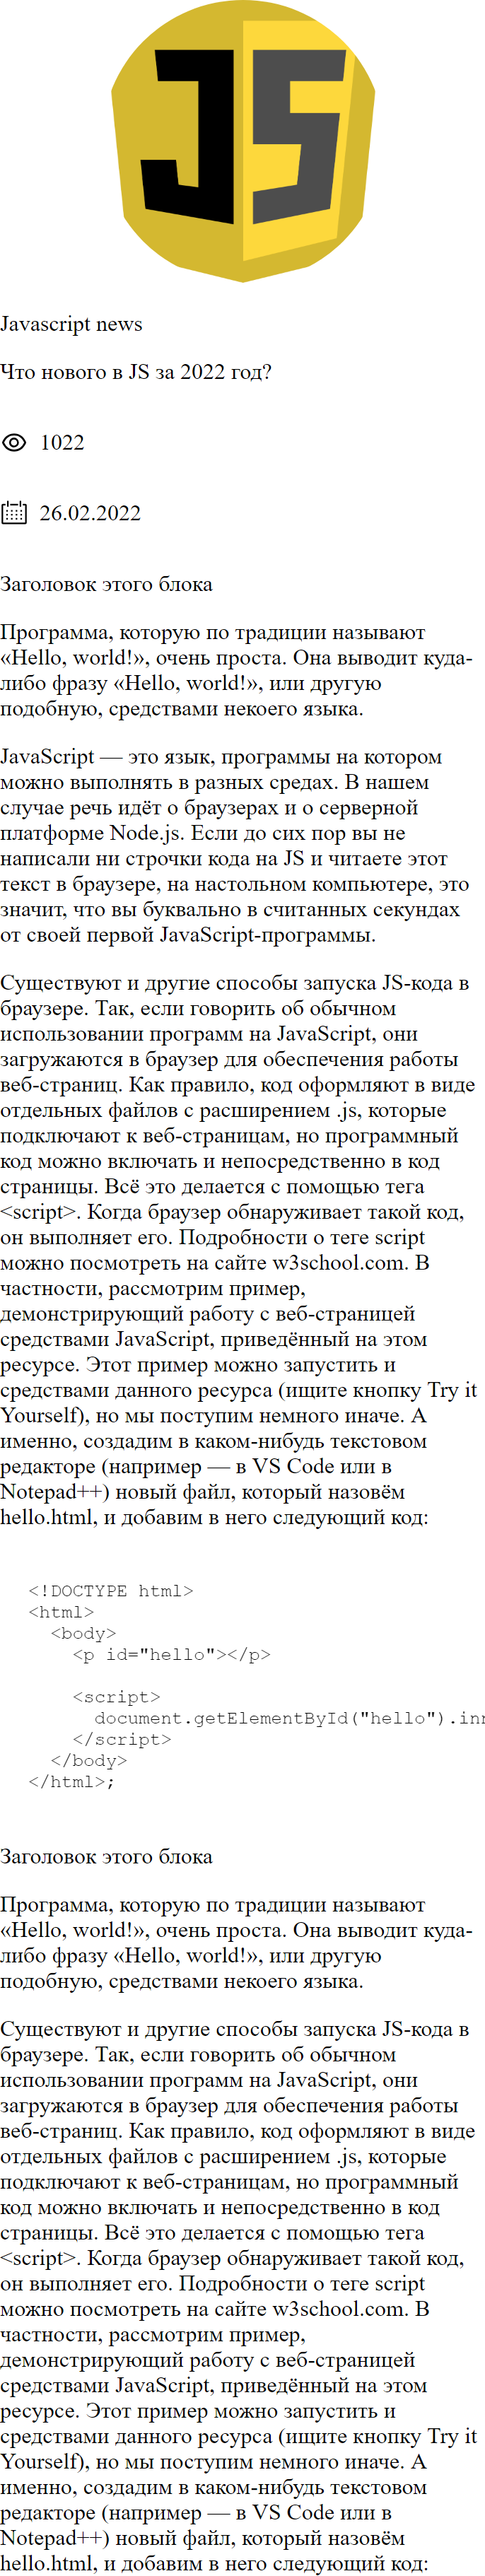 JS
Javascript news
Что нового в JS за 2022 год?
1022
26.02.2022
Заголовок этого блока
Программа, которую по традиции называют
«Hello, world!», очень проста. Она выводит куда-
либо фразу «Hello, world!», или другую
подобную, средствами некоего языка.
JavaScript — это язык, программы на котором
можно выполнять в разных средах. В нашем
случае речь идёт о браузерах и о серверной
платформе Node.js. Если до сих пор вы не
написали ни строчки кода на JS и читаете этот
текст в браузере, на настольном компьютере, это
значит, что вы буквально в считанных секундах
от своей первой JavaScript-программы.
Существуют и другие способы запуска JS-кода в
браузере. Так, если говорить об обычном
использовании программ на JavaScript, они
загружаются в браузер для обеспечения работы
веб-страниц. Как правило, код оформляют в виде
отдельных файлов с расширением .js, которые
подключают к веб-страницам, но программный
код можно включать и непосредственно в код
страницы. Всё это делается с помощью тега
<script>. Когда браузер обнаруживает такой код,
он выполняет его. Подробности о теге script
можно посмотреть на сайте w3school.com. В
частности, рассмотрим пример,
демонстрирующий работу с веб-страницей
средствами JavaScript, приведённый на этом
ресурсе. Этот пример можно запустить и
средствами данного ресурса (ищите кнопку Try it
Yourself), но мы поступим немного иначе. А
именно, создадим в каком-нибудь текстовом
редакторе (например — в VS Code или в
Notepad++) новый файл, который назовём
hello.html, и добавим в него следующий код:
<!DOCTYPE html>
<html>
<body>
<p id="hello"></p>
<script>
document.getElementById("hello").inn
</script>
</body>
</html>;
Заголовок этого блока
Программа, которую по традиции называют
«Hello, world!», очень проста. Она выводит куда-
либо фразу «Hello, world!», или другую
подобную, средствами некоего языка.
Существуют и другие способы запуска JS-кода в
браузере. Так, если говорить об обычном
использовании программ на JavaScript, они
загружаются в браузер для обеспечения работы
веб-страниц. Как правило, код оформляют в виде
отдельных файлов с расширением .js, которые
подключают к веб-страницам, но программный
код можно включать и непосредственно в код
страницы. Всё это делается с помощью тега
<script>. Когда браузер обнаруживает такой код,
он выполняет его. Подробности о теге script
можно посмотреть на сайте w3school.com. В
частности, рассмотрим пример,
демонстрирующий работу с веб-страницей
средствами JavaScript, приведённый на этом
ресурсе. Этот пример можно запустить и
средствами данного ресурса (ищите кнопку Try it
Yourself), но мы поступим немного иначе. А
именно, создадим в каком-нибудь текстовом
редакторе (например — в VS Code или в
Notepad++) новый файл, который назовём
hello.html, и добавим в него следующий код: